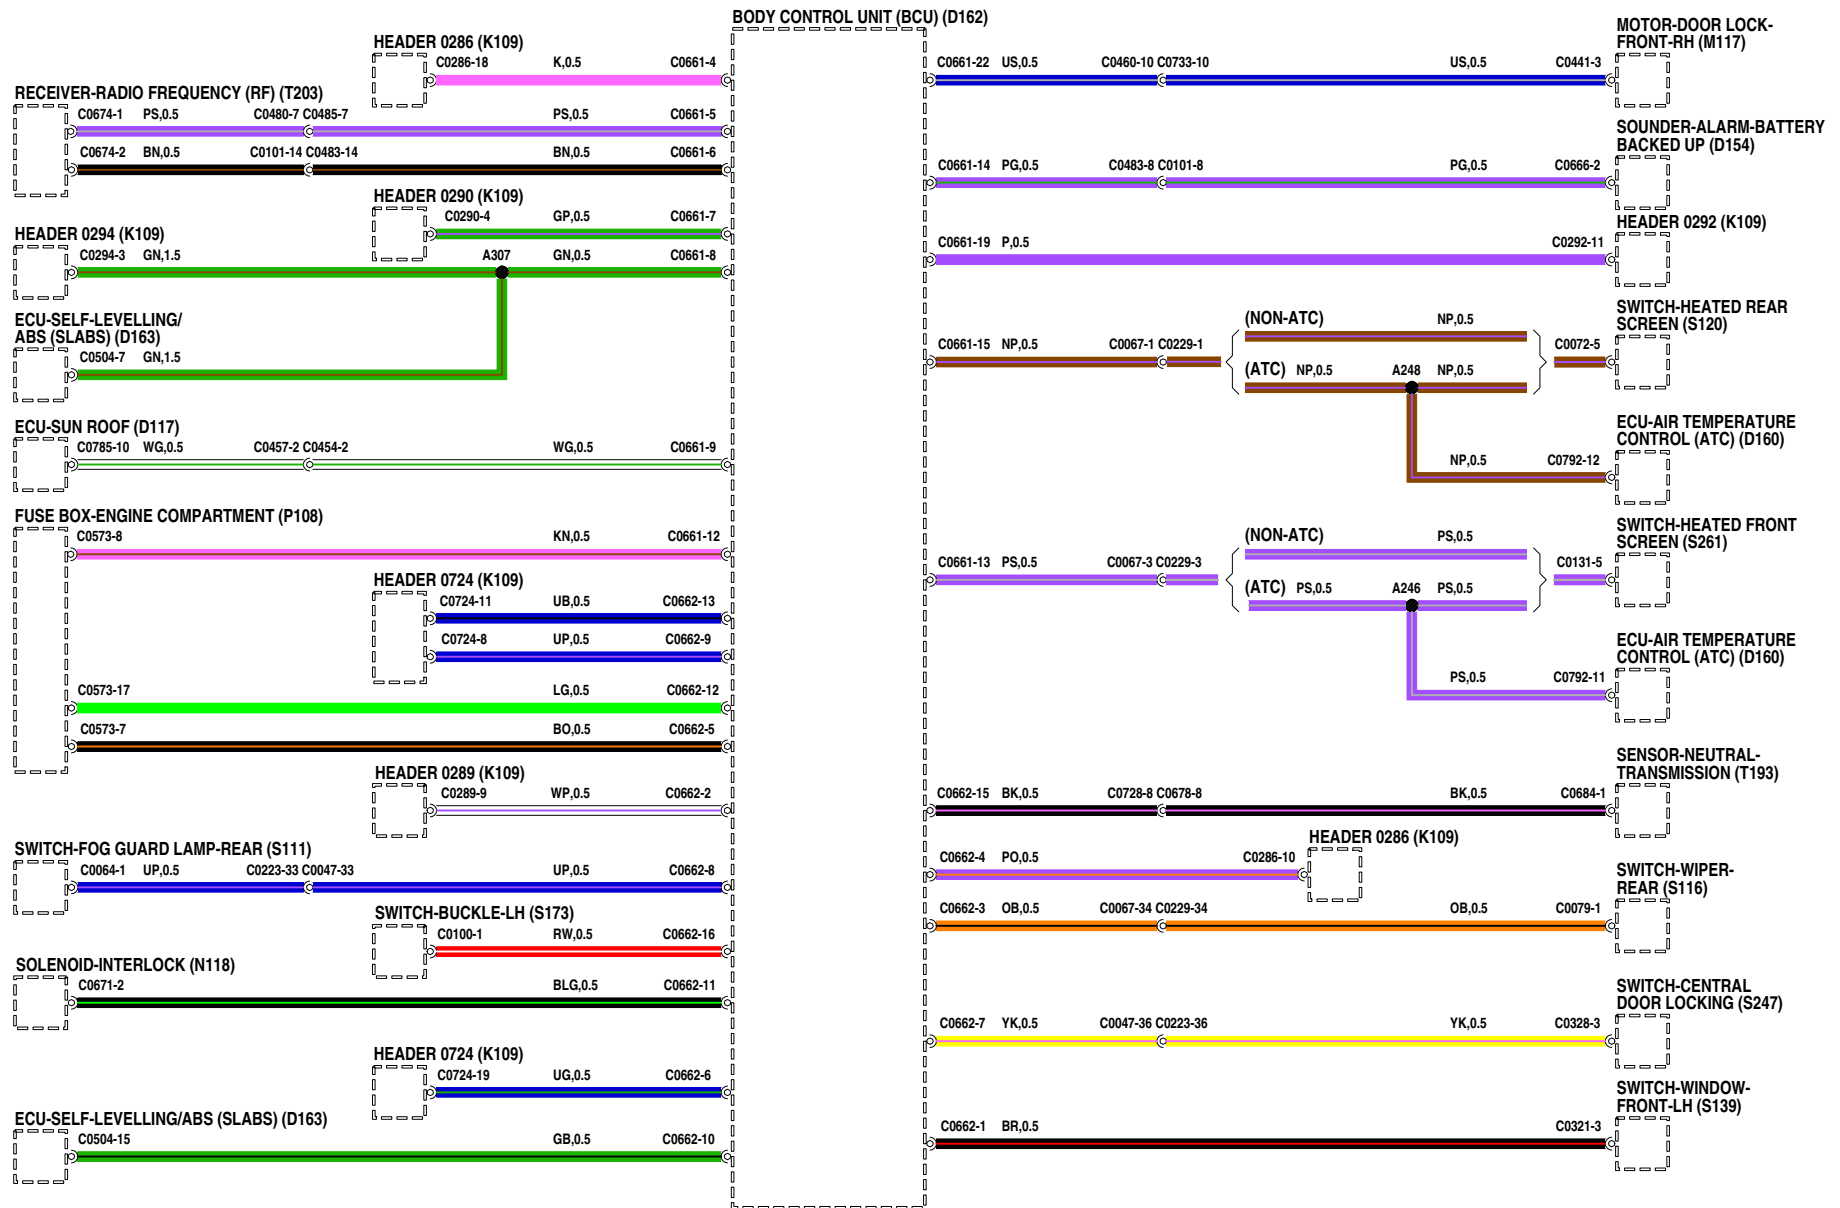 BODY CONTROL UNIT (BCU) (D162)
HEADER 0286 (K109)
C0286-18 K,0.5 C0661-4
RECEIVER-RADIO FREQUENCY (RF) (T203)
C0674-1 PS,0.5 C0480-7 C0485-7 PS,0.5 C0661-5
C0674-2 BN,0.5 C0101-14 C0483-14 BN,0.5 C0661-6
HEADER 0290 (K109)
C0290-4 GP,0.5 C0661-7
HEADER 0294 (K109)
C0294-3 GN,1.5 A307 GN,0.5 C0661-8
ECU-SELF-LEVELLING/
ABS (SLABS) (D163)
C0504-7 GN,1.5
ECU-SUN ROOF (D117)
C0785-10 WG,0.5 C0457-2 C0454-2 WG,0.5 C0661-9
FUSE BOX-ENGINE COMPARTMENT (P108)
C0573-8 KN,0.5 C0661-12
HEADER 0724 (K109)
C0724-11 UB,0.5 C0662-13
C0724-8 UP,0.5 C0662-9
C0573-17 LG,0.5 C0662-12
C0573-7 BO,0.5 C0662-5
HEADER 0289 (K109)
C0289-9 WP,0.5 C0662-2
SWITCH-FOG GUARD LAMP-REAR (S111)
C0064-1 UP,0.5 C0223-33 C0047-33 UP,0.5 C0662-8
SWITCH-BUCKLE-LH (S173)
C0100-1 RW,0.5 C0662-16
SOLENOID-INTERLOCK (N118)
C0671-2 BLG,0.5 C0662-11
HEADER 0724 (K109)
C0724-19 UG,0.5 C0662-6
ECU-SELF-LEVELLING/ABS (SLABS) (D163)
C0504-15 GB,0.5 C0662-10
MOTOR-DOOR LOCK-
FRONT-RH (M117)
C0661-22 US,0.5 C0460-10 C0733-10 US,0.5 C0441-3
SOUNDER-ALARM-BATTERY
BACKED UP (D154)
C0661-14 PG,0.5 C0483-8 C0101-8 PG,0.5 C0666-2
HEADER 0292 (K109)
C0661-19 P,0.5 C0292-11
SWITCH-HEATED REAR
SCREEN (S120)
(NON-ATC) NP,0.5
C0661-15 NP,0.5 C0067-1 C0229-1 C0072-5
(ATC) NP,0.5 A248 NP,0.5
ECU-AIR TEMPERATURE
CONTROL (ATC) (D160)
NP,0.5 C0792-12
SWITCH-HEATED FRONT
SCREEN (S261)
(NON-ATC) PS,0.5
C0661-13 PS,0.5 C0067-3 C0229-3 C0131-5
(ATC) PS,0.5 A246 PS,0.5
ECU-AIR TEMPERATURE
CONTROL (ATC) (D160)
PS,0.5 C0792-11
SENSOR-NEUTRAL-
TRANSMISSION (T193)
C0662-15 BK,0.5 C0728-8 C0678-8 BK,0.5 C0684-1
HEADER 0286 (K109)
C0662-4 PO,0.5 C0286-10
SWITCH-WIPER-
REAR (S116)
C0662-3 OB,0.5 C0067-34 C0229-34 OB,0.5 C0079-1
SWITCH-CENTRAL
DOOR LOCKING (S247)
C0662-7 YK,0.5 C0047-36 C0223-36 YK,0.5 C0328-3
SWITCH-WINDOW-
FRONT-LH (S139)
C0662-1 BR,0.5 C0321-3